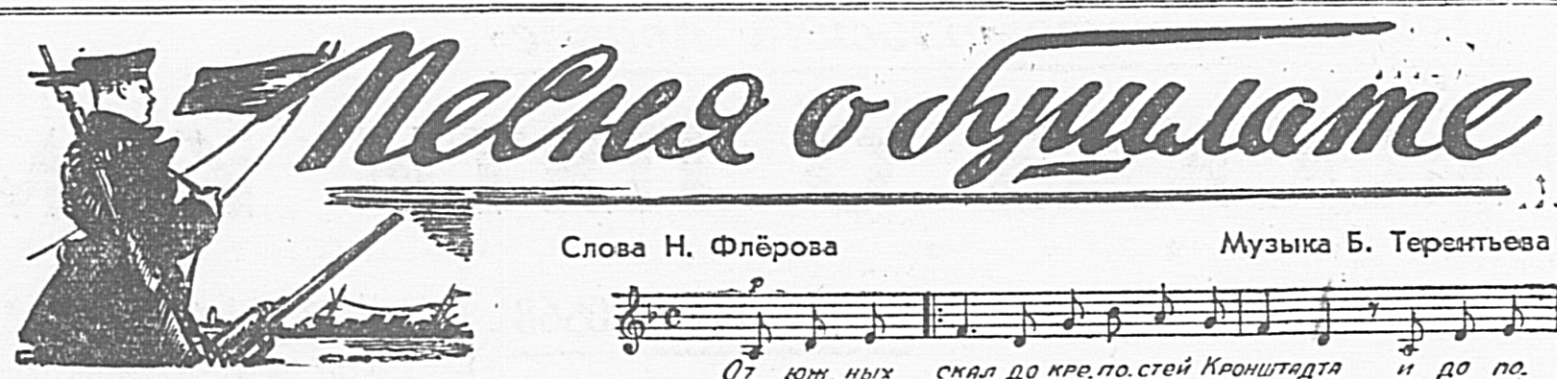 Песня о бушлате
Слова Н. Флёрова
Музыка Б. Терентьева
p
От юж. ных скал до кре. по. стей Кронштадта и до по.